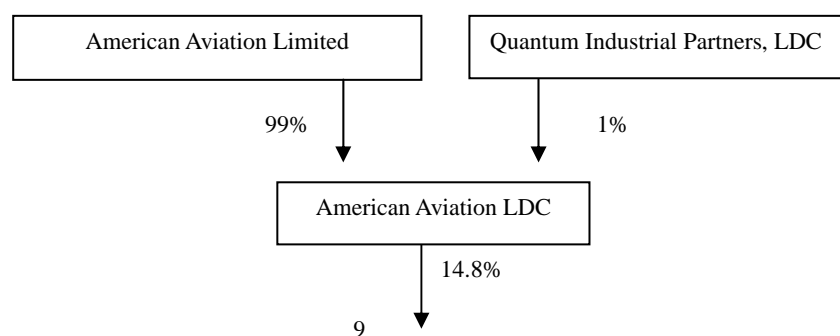 American Aviation Limited
Quantum Industrial Partners, LDC
99%
1%
American Aviation LDC
14.8%
9